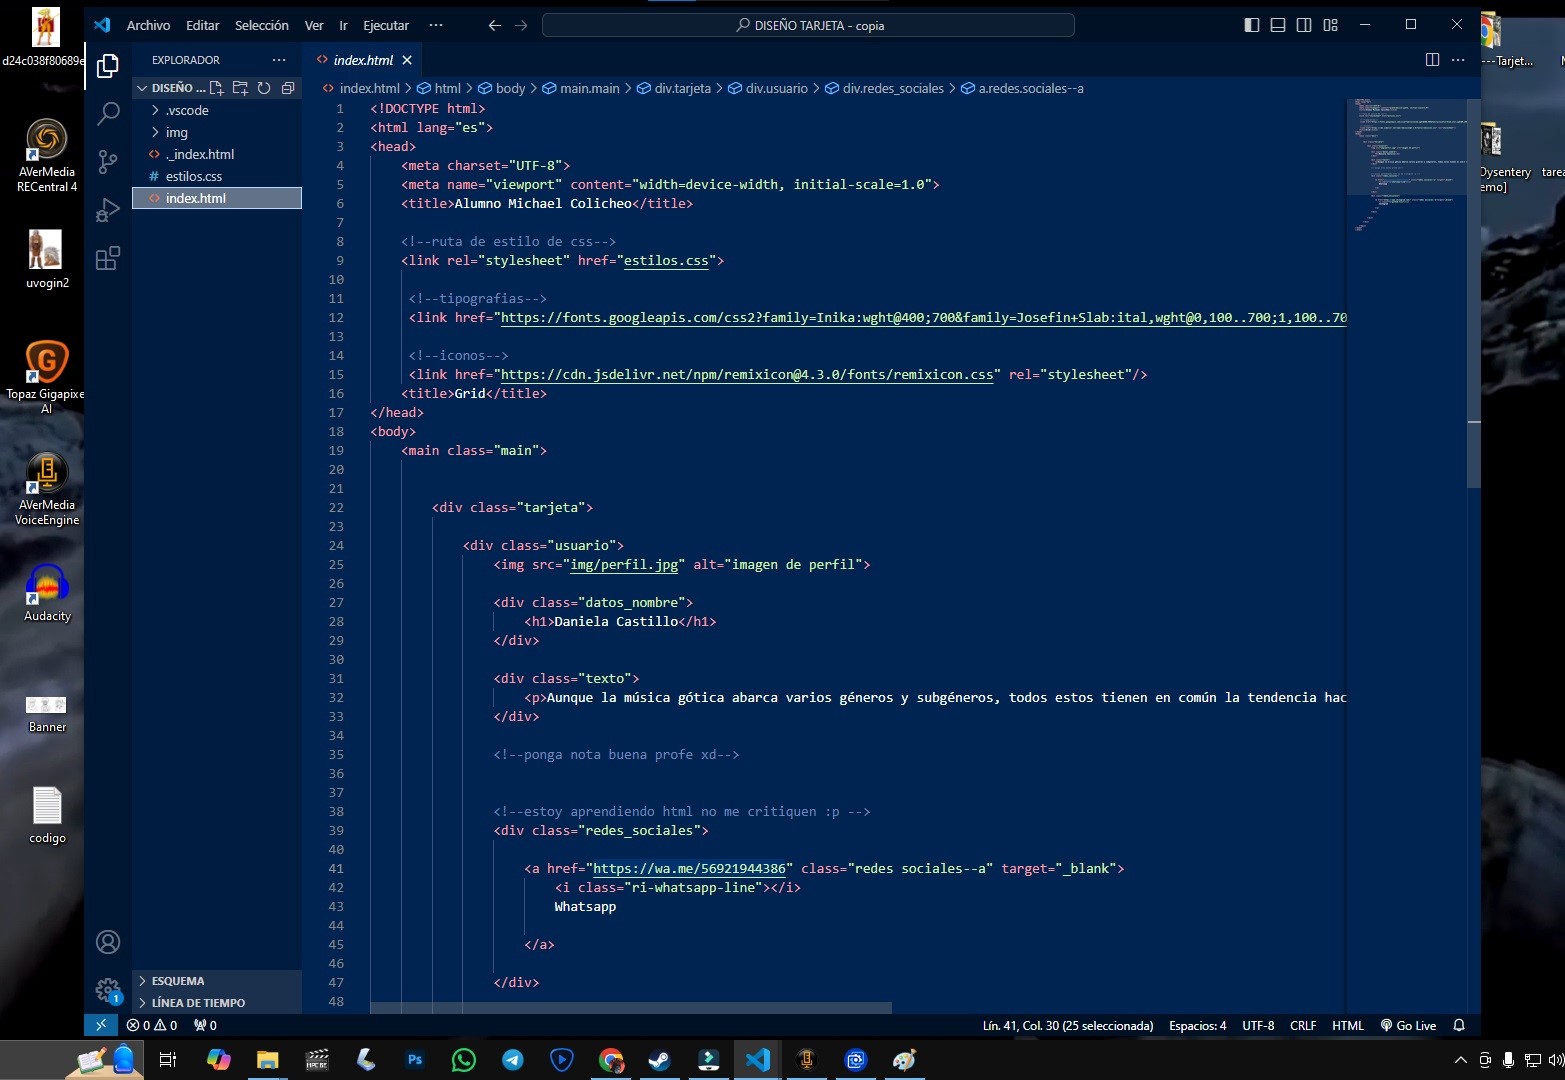 Archivo Editar Selección Ver Ir Ejecutar ···
DISEÑO TARJETA - copia
EXPLORADOR
DISEÑO ...
.vscode
img
._index.html
estilos.css
index.html
ESQUEMA
LÍNEA DE TIEMPO
index.html
index.html > html > body > main.main > div.tarjeta > div.usuario > div.redes_sociales > a.redes.sociales--a
1 <!DOCTYPE html>
2 <html lang="es">
3 <head>
4 <meta charset="UTF-8">
5 <meta name="viewport" content="width=device-width, initial-scale=1.0">
6 <title>Alumno Michael Colicheo</title>
7
8 <!--ruta de estilo de css-->
9 <link rel="stylesheet" href="estilos.css">
10
11 <!--tipografias-->
12 <link href="https://fonts.googleapis.com/css2?family=Inika:wght@400;700&family=Josefin+Slab:ital,wght@0,100..700;1,100..70
13
14 <!--iconos-->
15 <link href="https://cdn.jsdelivr.net/npm/remixicon@4.3.0/fonts/remixicon.css" rel="stylesheet"/>
16 <title>Grid</title>
17 </head>
18 <body>
19 <main class="main">
20
21
22 <div class="tarjeta">
23
24 <div class="usuario">
25 <img src="img/perfil.jpg" alt="imagen de perfil">
26
27 <div class="datos_nombre">
28 <h1>Daniela Castillo</h1>
29 </div>
30
31 <div class="texto">
32 <p>Aunque la música gótica abarca varios géneros y subgéneros, todos estos tienen en común la tendencia hac
33 </div>
34
35 <!--ponga nota buena profe xd-->
36
37
38 <!--estoy aprendiendo html no me critiquen :p -->
39 <div class="redes_sociales">
40
41 <a href="https://wa.me/56921944386" class="redes sociales--a" target="_blank">
42 <i class="ri-whatsapp-line"></i>
43 Whatsapp
44
45 </a>
46
47 </div>
48
0 0 0
Lín. 41, Col. 30 (25 seleccionada) Espacios: 4 UTF-8 CRLF HTML Go Live
1
d24c038f80689e
AVerMedia
RECentral 4
uvogin2
Topaz Gigapixe
AI
AVerMedia
VoiceEngine
Audacity
Banner
codigo
---Tarjet...
Dysentery
emo]
tarea
Ps